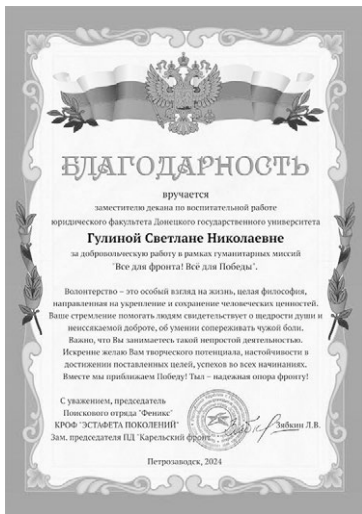 БЛАГОДАРНОСТЬ
вручается
заместителю декана по воспитательной работе
юридического факультета Донецкого государственного университета
Гулиной Светлане Николаевне
за добровольческую работу в рамках гуманитарных миссий
"Все для фронта! Всё для Победы".
Волонтерство – это особый взгляд на жизнь, целая философия,
направленная на укрепление и сохранение человеческих ценностей.
Ваше стремление помогать людям свидетельствует о щедрости души и
неиссякаемой доброте, об умении сопереживать чужой боли.
Важно, что Вы занимаетесь такой непростой деятельностью.
Искренне желаю Вам творческого потенциала, настойчивости в
достижении поставленных целей, успехов во всех начинаниях.
Вместе мы приближаем Победу! Тыл – надежная опора фронту!
С уважением, председатель
Поискового отряда "Феникс"
КРОФ "ЭСТАФЕТА ПОКОЛЕНИЙ" Зябкин Л.В.
Зам. председателя ПД "Карельский фронт"
Петрозаводск, 2024